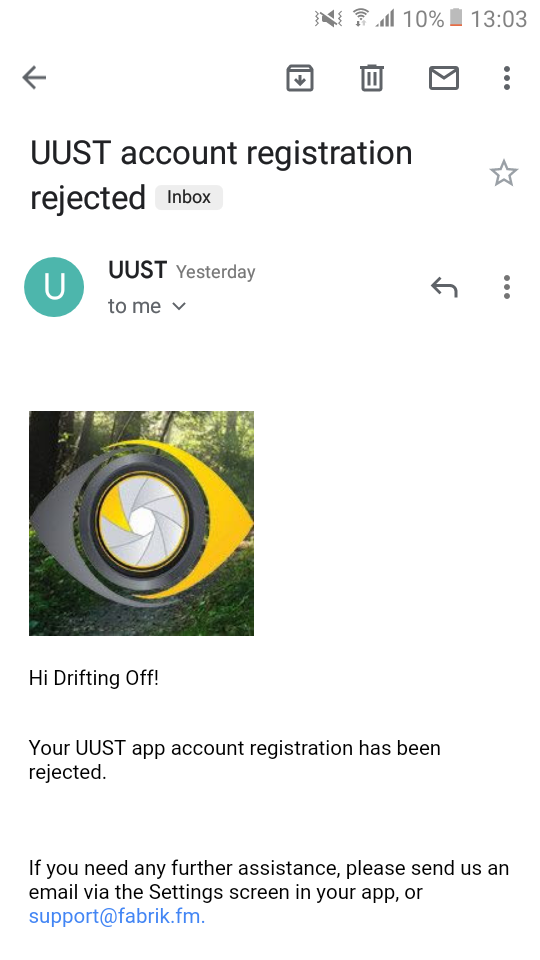 10% 13:03
UUST account registration
rejected Inbox
U
UUST Yesterday
to me
Hi Drifting Off!
Your UUST app account registration has been
rejected.
If you need any further assistance, please send us an
email via the Settings screen in your app, or
support@fabrik.fm.